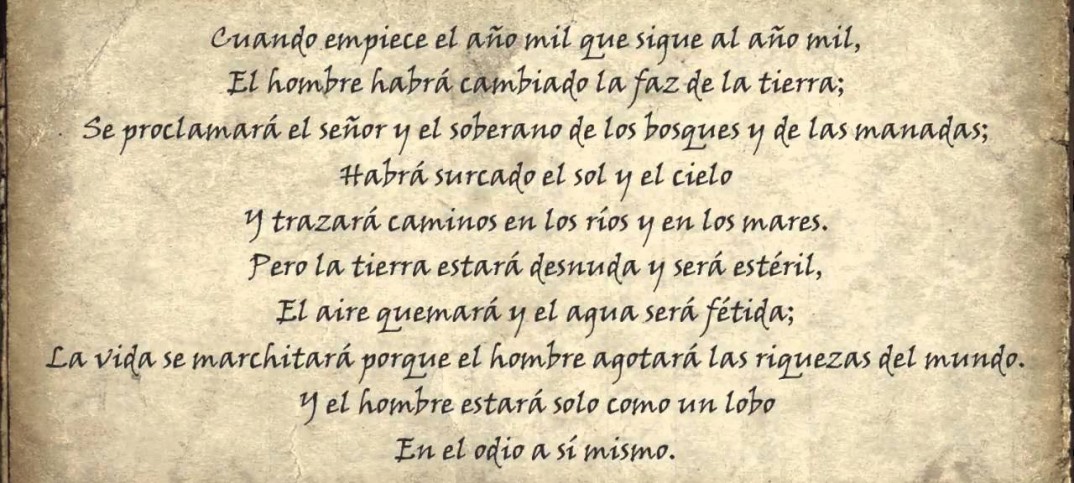 Cuando empiece el año mil que sigue al año mil,
El hombre habrá cambiado la faz de la tierra;
Se proclamará el señor y el soberano de los bosques y de las manadas;
Habrá surcado el sol y el cielo
Y trazará caminos en los ríos y en los mares.
Pero la tierra estará desnuda y será estéril,
El aire quemará y el agua será fétida;
La vida se marchitará porque el hombre agotará las riquezas del mundo.
Y el hombre estará solo como un lobo
En el odio a sí mismo.